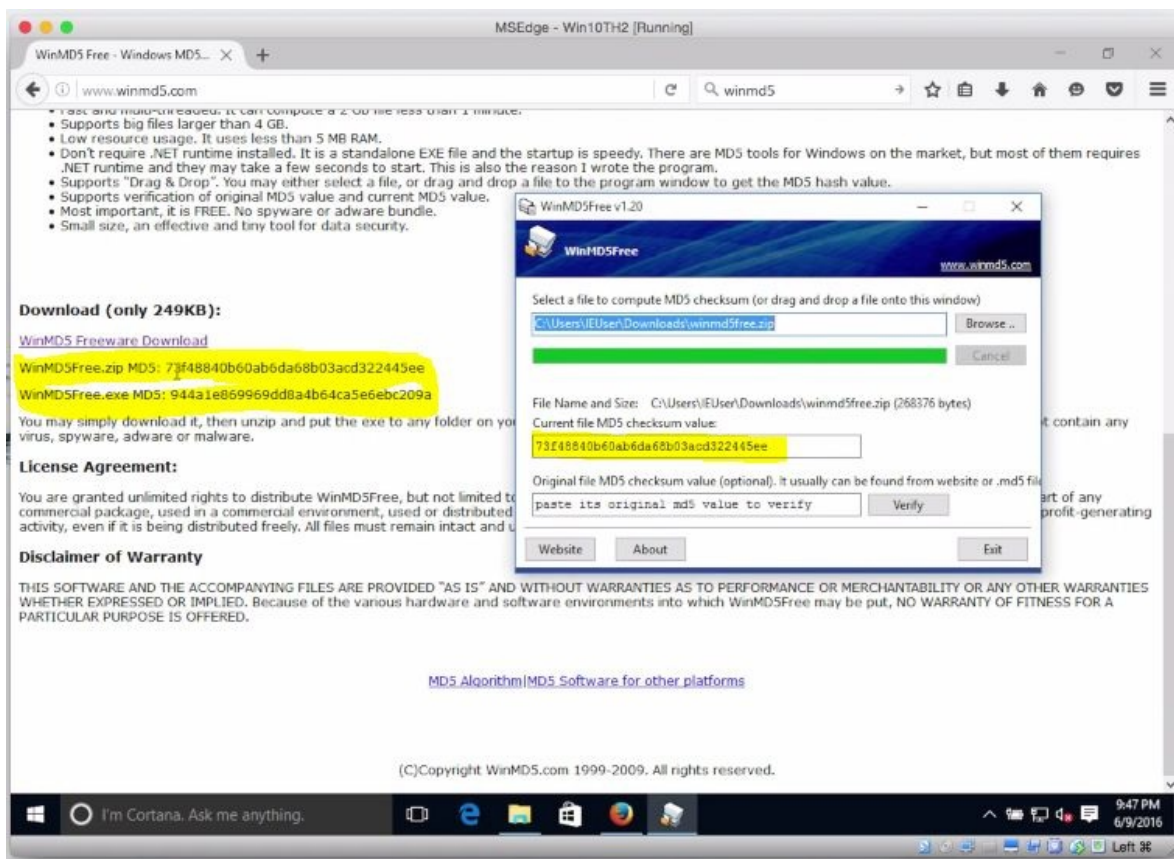 MSEdge - Win10TH2 [Running]
WinMD5 Free - Windows MD5...
www.winmd5.com
winmd5
• Fast and multi-threaded. It can compute a 2 GB file less than 1 minute.
• Supports big files larger than 4 GB.
• Low resource usage. It uses less than 5 MB RAM.
• Don't require .NET runtime installed. It is a standalone EXE file and the startup is speedy. There are MD5 tools for Windows on the market, but most of them requires
.NET runtime and they may take a few seconds to start. This is also the reason I wrote the program.
• Supports "Drag & Drop". You may either select a file, or drag and drop a file to the program window to get the MD5 hash value.
• Supports verification of original MD5 value and current MD5 value.
• Most important, it is FREE. No spyware or adware bundle.
• Small size, an effective and tiny tool for data security.
Download (only 249KB):
WinMD5 Freeware Download
WinMD5Free.zip MD5: 73f48840b60ab6da68b03acd322445ee
WinMD5Free.exe MD5: 944a1e869969dd8a4b64ca5e6ebc209a
You may simply download it, then unzip and put the exe to any folder on yo
t contain any
virus, spyware, adware or malware.
License Agreement:
You are granted unlimited rights to distribute WinMD5Free, but not limited to
art of any
commercial package, used in a commercial environment, used or distributed
profit-generating
activity, even if it is being distributed freely. All files must remain intact and u
Disclaimer of Warranty
THIS SOFTWARE AND THE ACCOMPANYING FILES ARE PROVIDED "AS IS" AND WITHOUT WARRANTIES AS TO PERFORMANCE OR MERCHANTABILITY OR ANY OTHER WARRANTIES
WHETHER EXPRESSED OR IMPLIED. Because of the various hardware and software environments into which WinMD5Free may be put, NO WARRANTY OF FITNESS FOR A
PARTICULAR PURPOSE IS OFFERED.
MD5 Algorithm|MD5 Software for other platforms
(C)Copyright WinMD5.com 1999-2009. All rights reserved.
WinMD5Free v1.20
WinMD5Free
www.winmd5.com
Select a file to compute MD5 checksum (or drag and drop a file onto this window)
C:\Users\IEUser\Downloads\winmd5free.zip
Browse ..
Cancel
File Name and Size: C:\Users\IEUser\Downloads\winmd5free.zip (268376 bytes)
Current file MD5 checksum value:
73f48840b60ab6da68b03acd322445ee
Original file MD5 checksum value (optional). It usually can be found from website or .md5 file
paste its original md5 value to verify
Verify
Website
About
Exit
I'm Cortana. Ask me anything.
9:47 PM
6/9/2016
Left ⌘